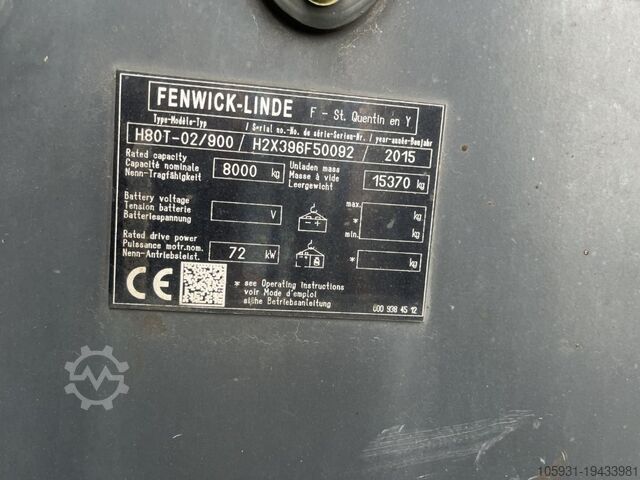 FENWICK-LINDE F - St. Quentin en Y
Type-Modèle-Typ / Serial no.-No. de série-Serien-Nr. / year-année-Baujahr
H80T-02/900 / H2X396F50092 / 2015
Rated capacity
Capacité nominale
Nenn-Tragfähigkeit
8000 kg
Unladen mass
Masse à vide
Leergewicht
15370 kg
Battery voltage
Tension batterie
Batteriespannung
V
max.
* kg
min.
kg
Rated drive power
Puissance motr.nom.
Nenn-Antriebsleist.
72 kW
* kg
* see Operating Instructions
voir Mode d'emploi
siehe Betriebsanleitung
CE
000 938 45 12
105931-19433981